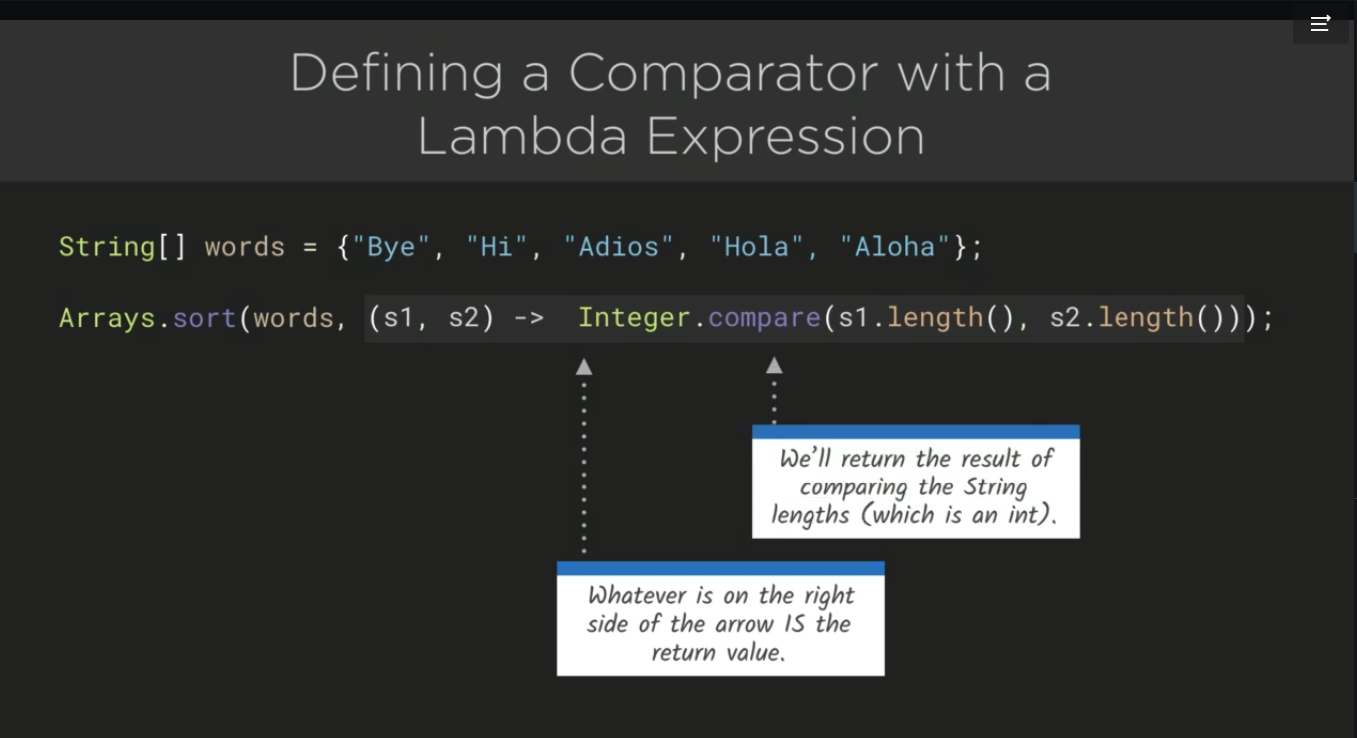 Defining a Comparator with a
Lambda Expression
String[] words = {"Bye", "Hi", "Adios", "Hola", "Aloha"};
Arrays.sort(words, (s1, s2) -> Integer.compare(s1.length(), s2.length()));
We'll return the result of
comparing the String
lengths (which is an int).
Whatever is on the right
side of the arrow IS the
return value.